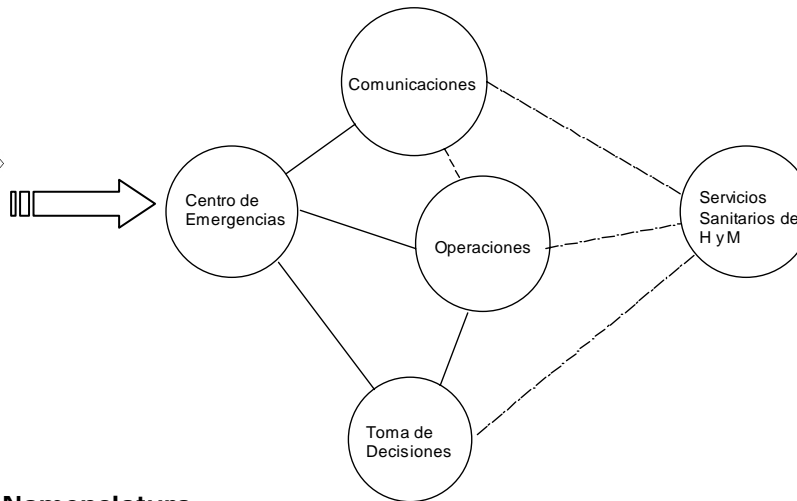 Comunicaciones
Centro de
Emergencias
Servicios
Sanitarios de
H y M
Operaciones
Toma de
Decisiones
Nomenclatura